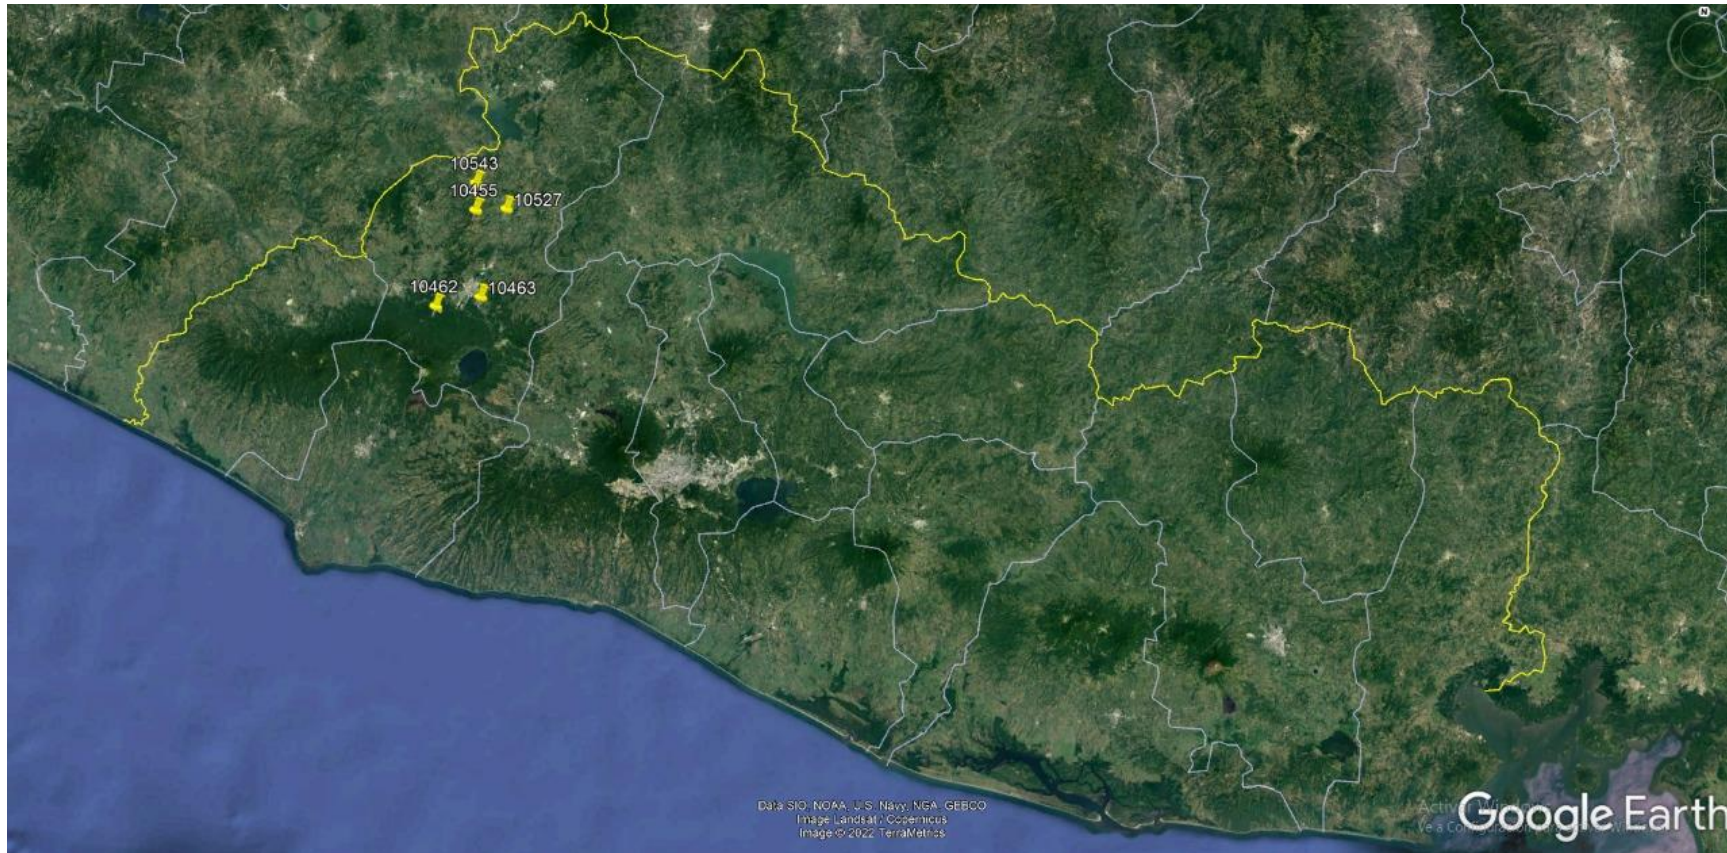 N
10543
10455
10527
10462
10463
Data SIO, NOAA, U.S. Navy, NGA, GEBCO
Image Landsat / Copernicus
Image © 2022 TerraMetrics
Google Earth